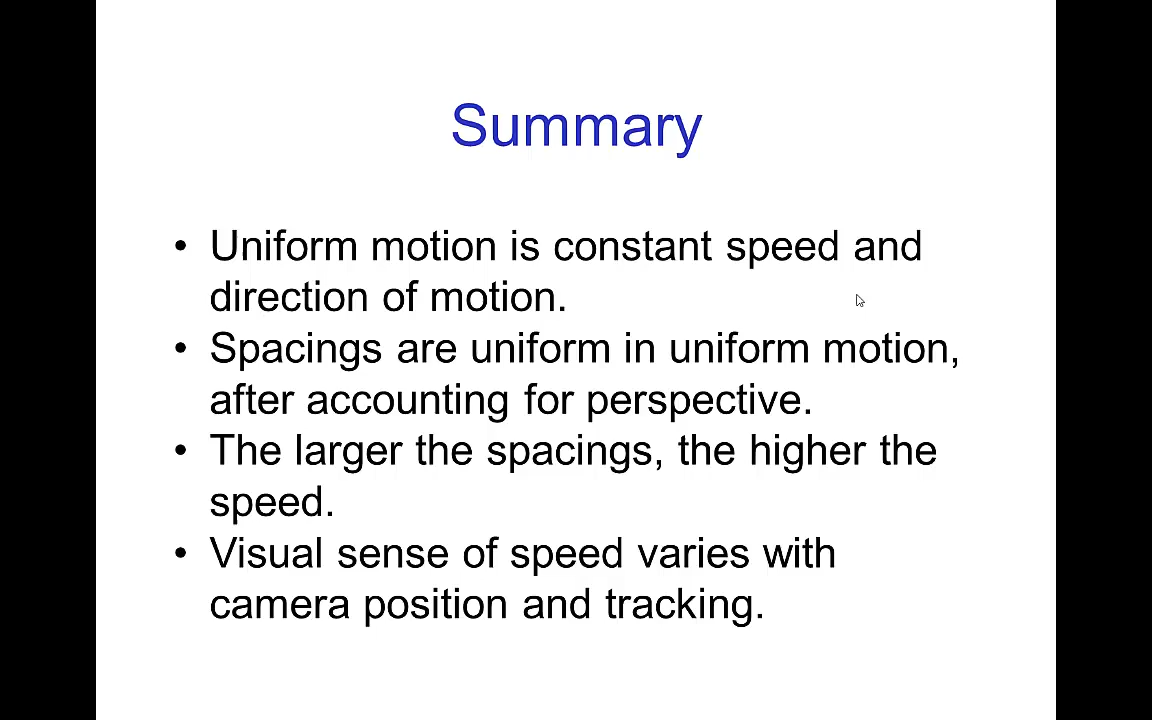 Summary
• Uniform motion is constant speed and
direction of motion.
• Spacings are uniform in uniform motion,
after accounting for perspective.
• The larger the spacings, the higher the
speed.
• Visual sense of speed varies with
camera position and tracking.